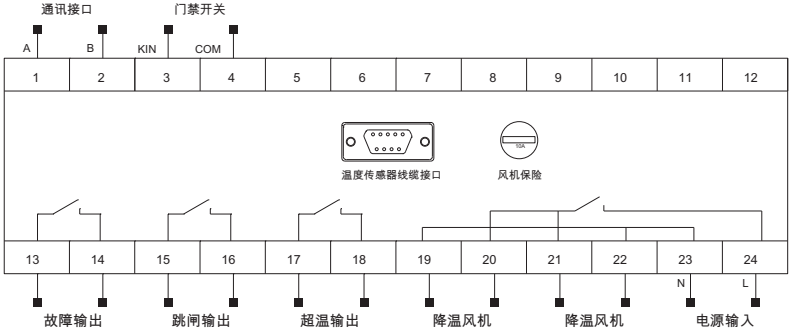 通讯接口 门禁开关
A B KIN COM
1 2 3 4 5 6 7 8 9 10 11 12
10A
温度传感器线缆接口 风机保险
13 14 15 16 17 18 19 20 21 22 23 24
N L
故障输出 跳闸输出 超温输出 降温风机 降温风机 电源输入